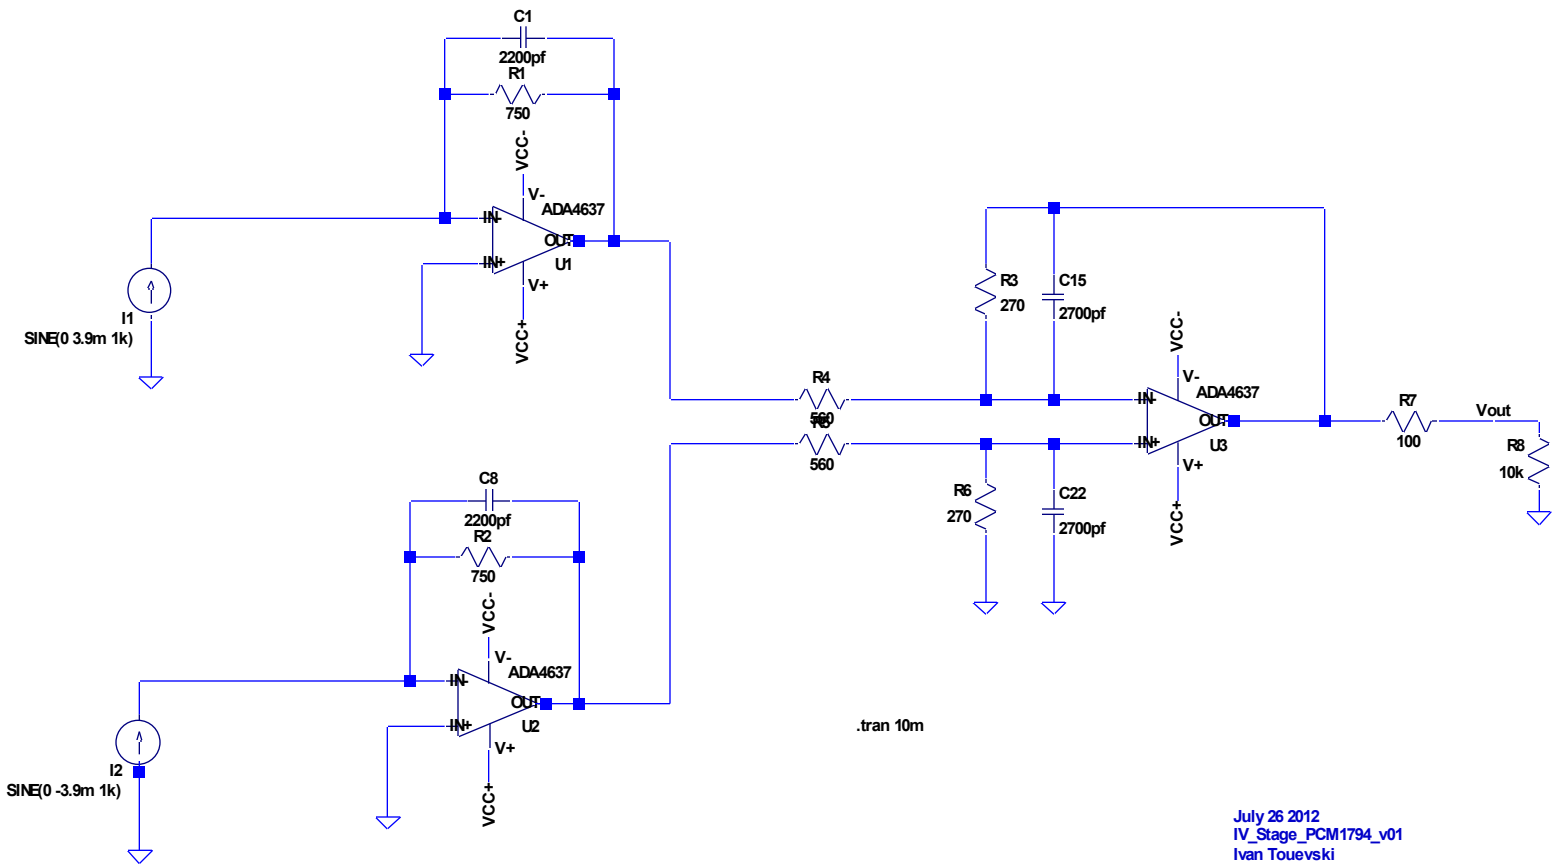 C1
2200pf
R1
750
VCC-
V-
ADA4637
IN-
OUT
IN+
U1
V+
VCC+
I1
SINE(0 3.9m 1k)
R3
270
C15
2700pf
VCC-
V-
ADA4637
R4
560
IN-
OUT
IN+
U3
V+
VCC+
R7
100
Vout
R8
10k
R5
560
R6
270
C22
2700pf
C8
2200pf
R2
750
VCC-
V-
ADA4637
IN-
OUT
IN+
U2
V+
VCC+
I2
SINE(0 -3.9m 1k)
.tran 10m
July 26 2012
IV_Stage_PCM1794_v01
Ivan Touevski